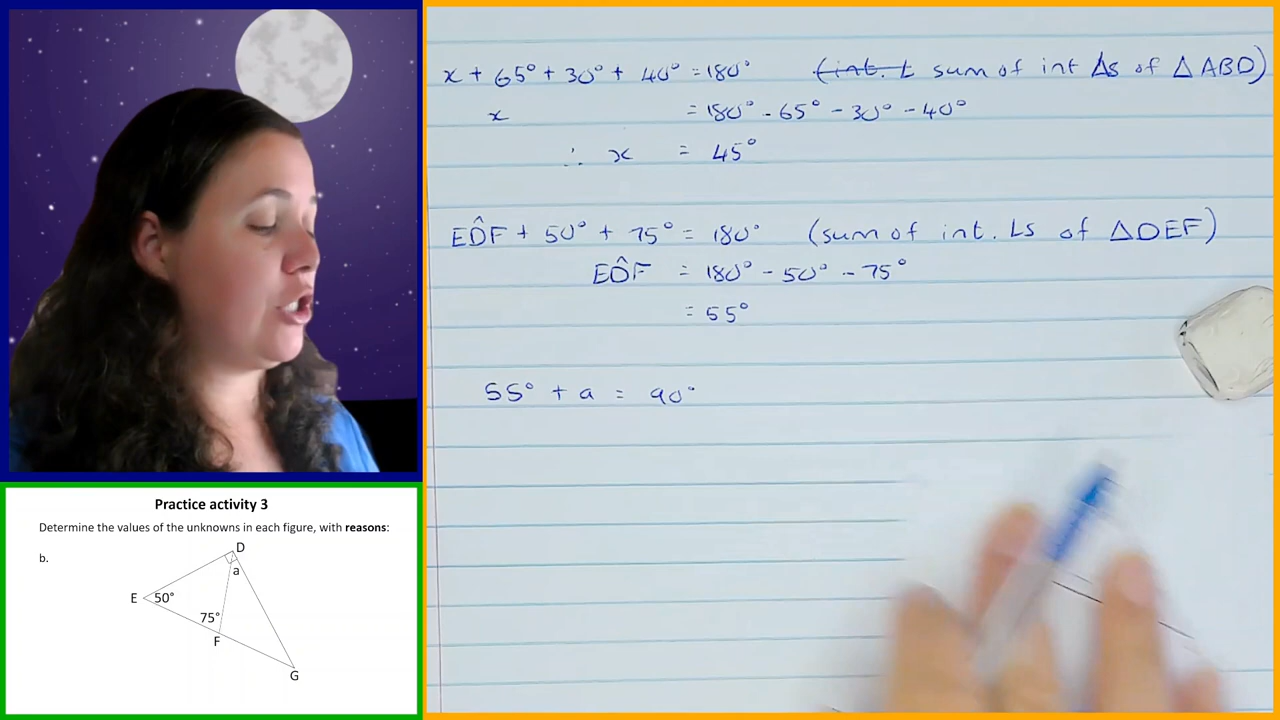 x + 65° + 30° + 40° = 180° (int. ∠ sum of int ∆s of ∆ABD)
x = 180° - 65° - 30° - 40°
∴ x = 45°
ED̂F + 50° + 75° = 180° (sum of int. ∠s of ∆DEF)
ED̂F = 180° - 50° - 75°
= 55°
55° + a = 90°
Practice activity 3
Determine the values of the unknowns in each figure, with reasons:
b.
D
a
E 50°
75°
F
G